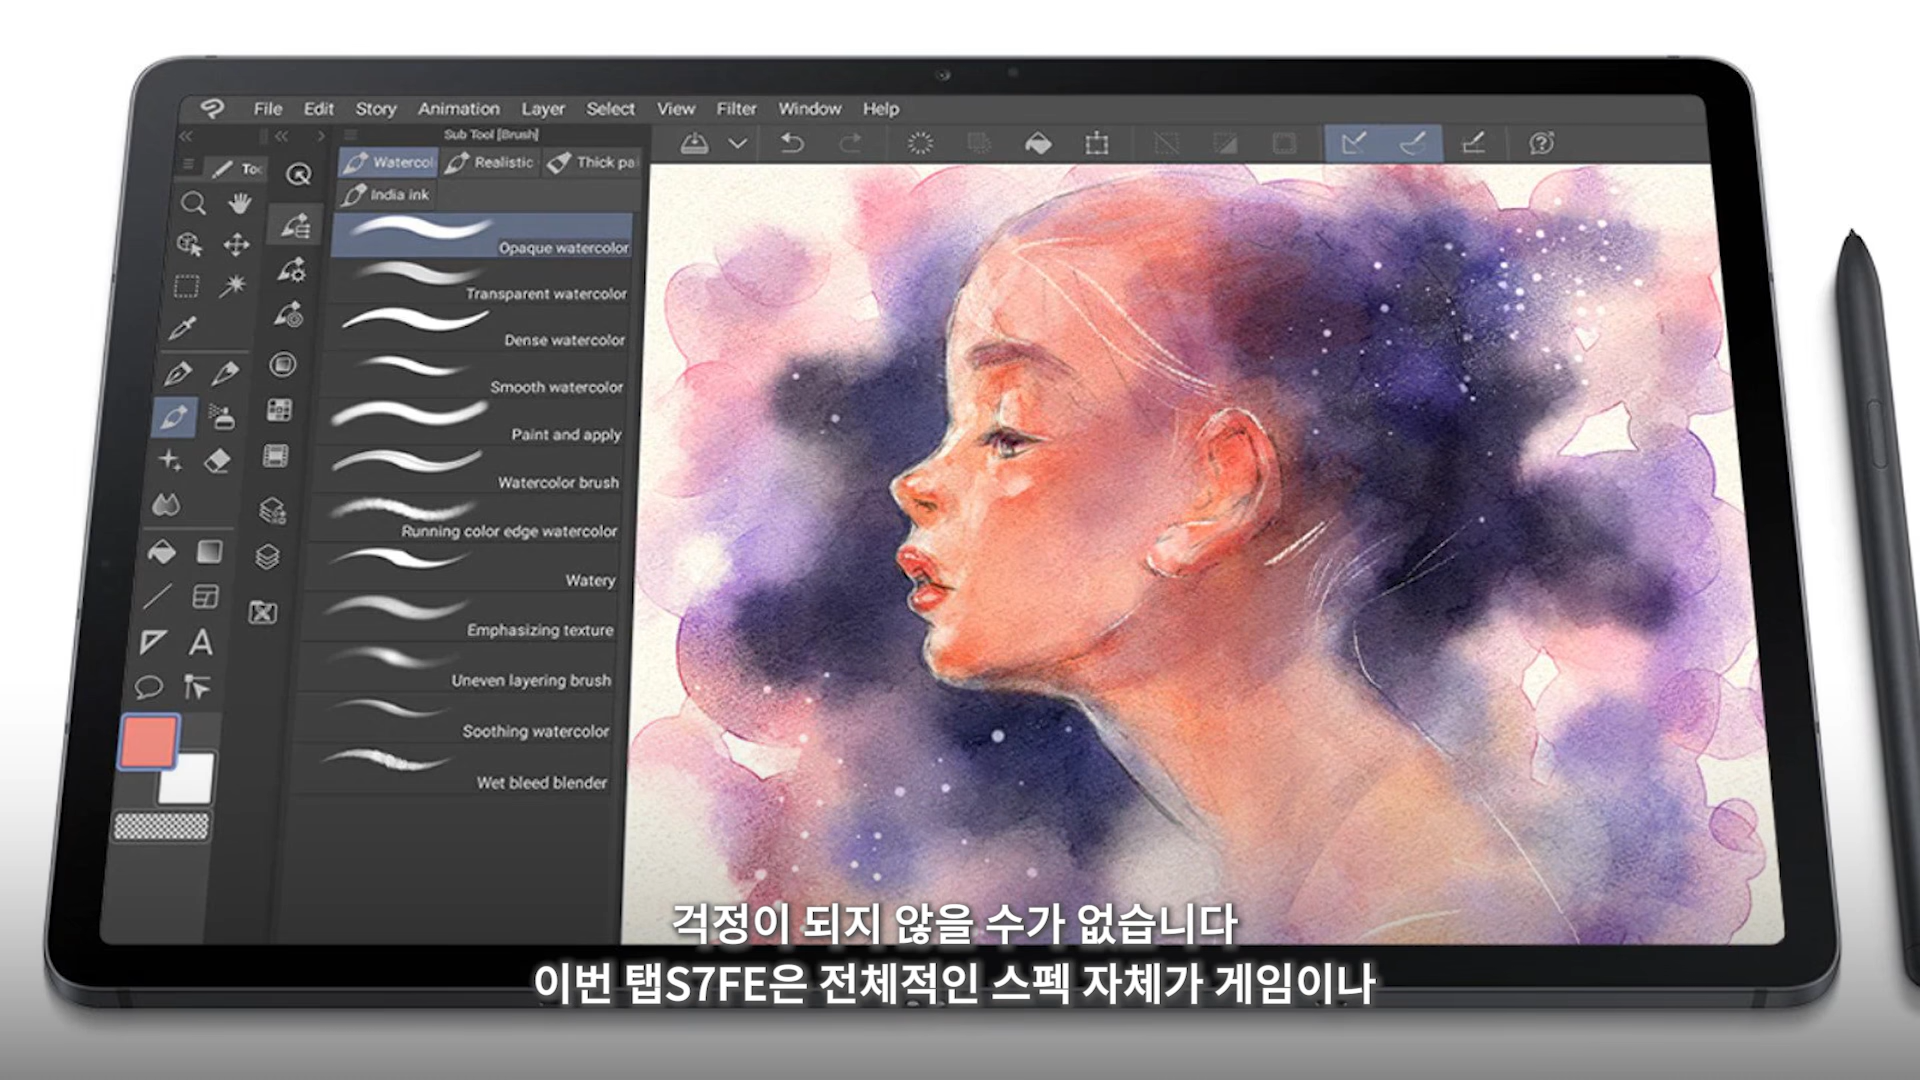 File Edit Story Animation Layer Select View Filter Window Help
Sub Tool [Brush]
Watercol Realistic Thick pai
India ink
Opaque watercolor
Transparent watercolor
Dense watercolor
Smooth watercolor
Paint and apply
Watercolor brush
Running color edge watercolor
Watery
Emphasizing texture
Uneven layering brush
Soothing watercolor
Wet bleed blender
걱정이 되지 않을 수가 없습니다
이번 탭S7FE은 전체적인 스펙 자체가 게임이나